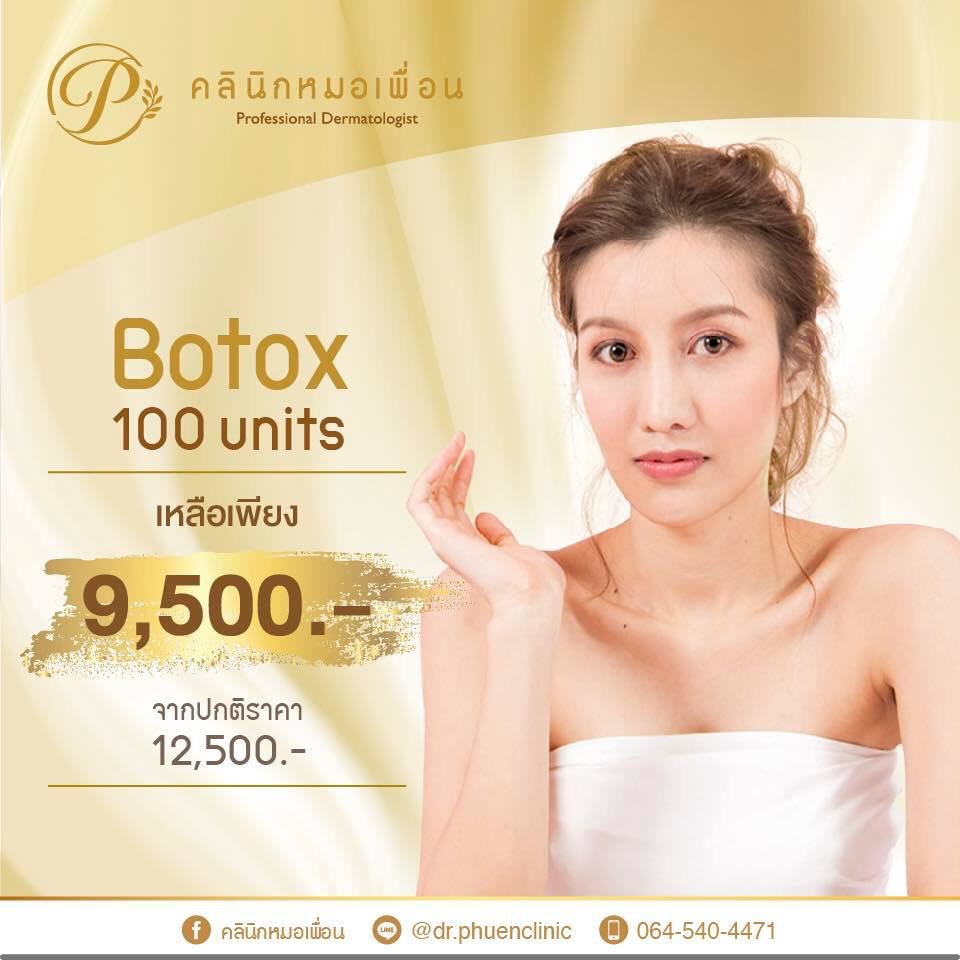 P
คลินิกหมอเพื่อน
Professional Dermatologist
Botox
100 units
เหลือเพียง
9,500.-
จากปกติราคา
12,500.-
คลินิกหมอเพื่อน LINE @dr.phuenclinic 064-540-4471